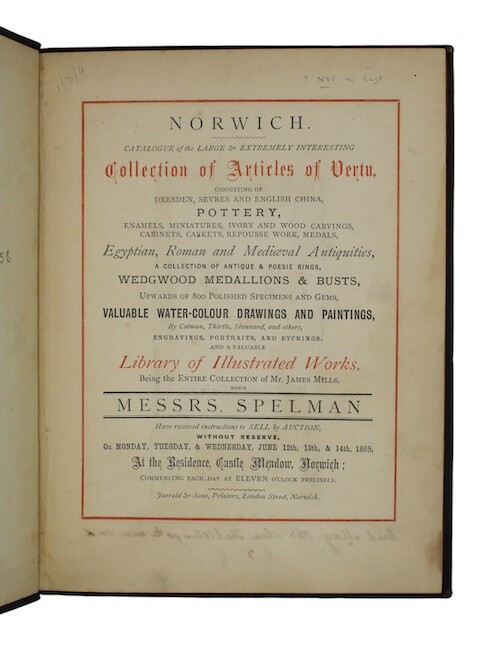 ? Not in Lugt
NORWICH.
CATALOGUE of the LARGE & EXTREMELY INTERESTING
Collection of Articles of Vertu,
CONSISTING OF
DRESDEN, SEVRES AND ENGLISH CHINA,
POTTERY,
ENAMELS, MINIATURES, IVORY AND WOOD CARVINGS,
CABINETS, CASKETS, REPOUSSE WORK, MEDALS,
Egyptian, Roman and Mediæval Antiquities,
A COLLECTION OF ANTIQUE & POESIE RINGS,
WEDGWOOD MEDALLIONS & BUSTS,
UPWARDS OF 800 POLISHED SPECIMENS AND GEMS,
VALUABLE WATER-COLOUR DRAWINGS AND PAINTINGS,
By Cotman, Thirtle, Stannard, and others,
ENGRAVINGS, PORTRAITS, AND ETCHINGS,
AND A VALUABLE
Library of Illustrated Works,
Being the ENTIRE COLLECTION of MR. JAMES MILLS,
WHICH
MESSRS. SPELMAN
Have received instructions to SELL by AUCTION,
WITHOUT RESERVE,
On MONDAY, TUESDAY, & WEDNESDAY, JUNE 12th, 13th, & 14th, 1865,
At the Residence, Castle Meadow, Norwich:
COMMENCING EACH DAY AT ELEVEN O'CLOCK PRECISELY.
Jarrold & Sons, Printers, London Street, Norwich.